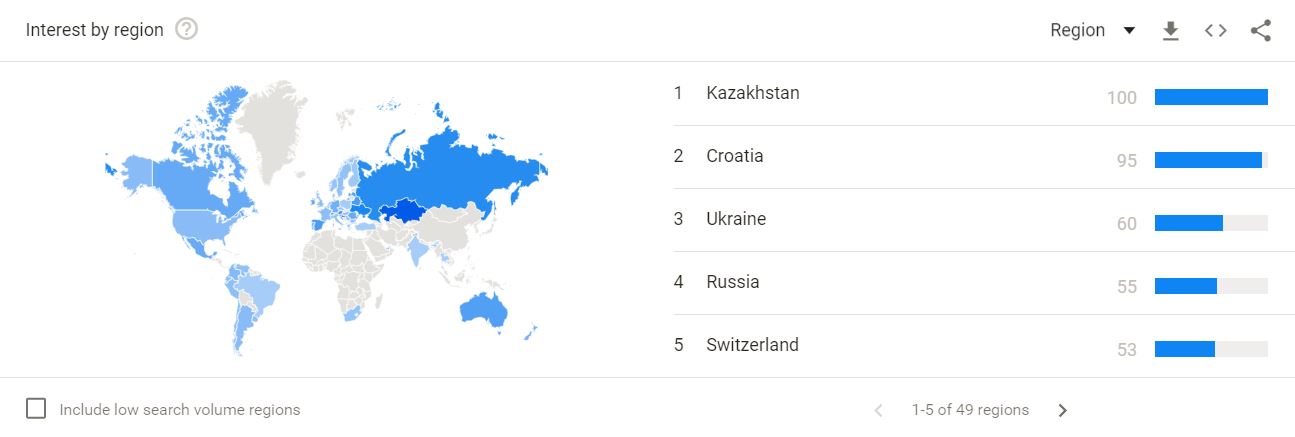 Interest by region
Region
1 Kazakhstan 100
2 Croatia 95
3 Ukraine 60
4 Russia 55
5 Switzerland 53
Include low search volume regions
1-5 of 49 regions